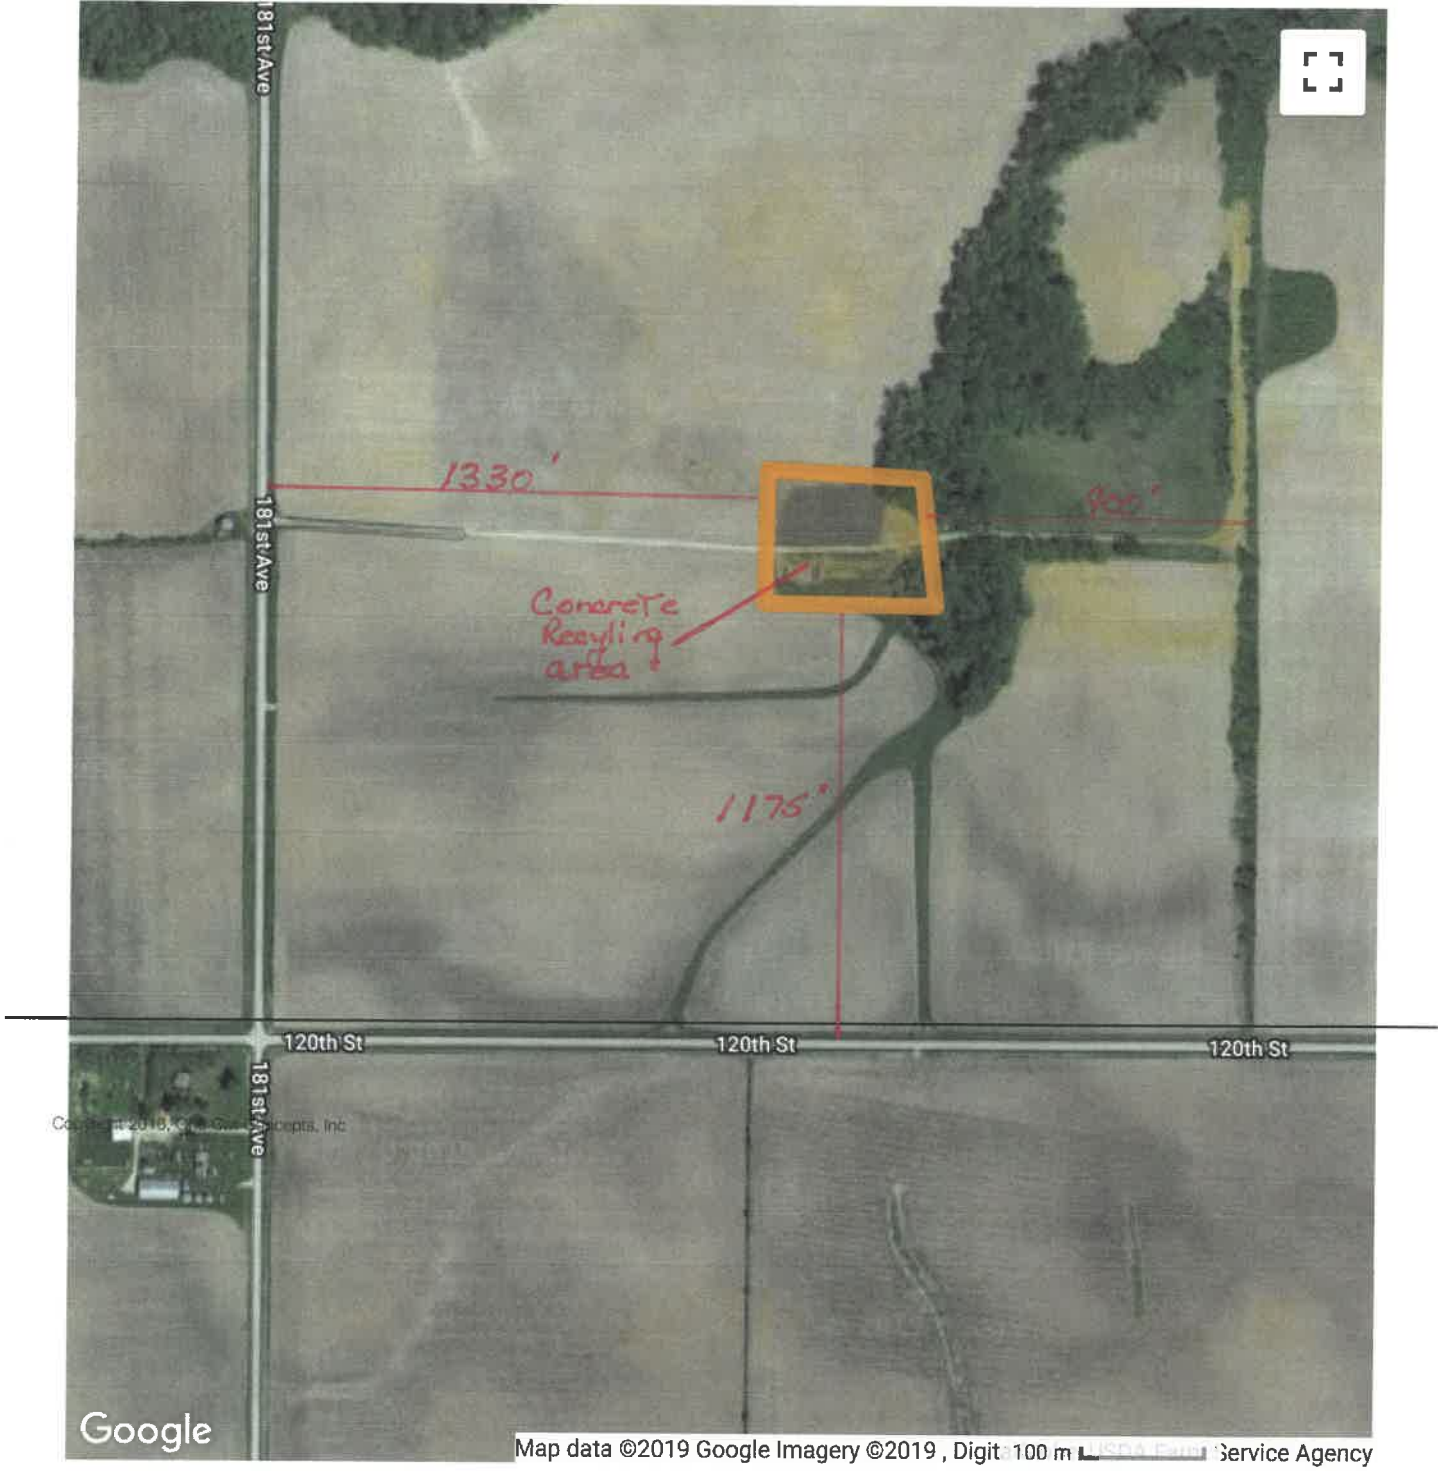 181st Ave
1330'
900'
181st Ave
Concrete
Recyling
area
1175'
120th St
120th St
120th St
181st Ave
Google
Map data ©2019 Google Imagery ©2019 , Digit 100 m Service Agency